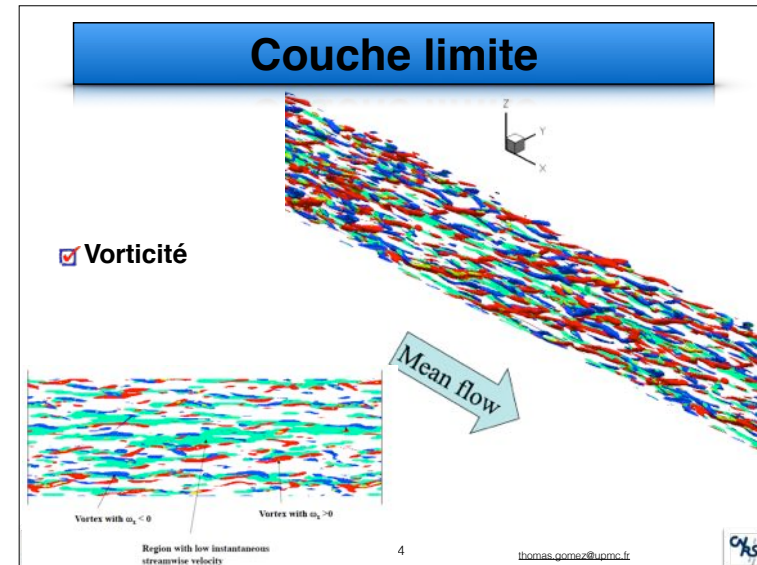 Couche limite
Z
Y
X
Vorticité
Mean flow
Vortex with ωx < 0
Vortex with ωx >0
Region with low instantaneous
streamwise velocity
4
thomas.gomez@upmc.fr
CNRS